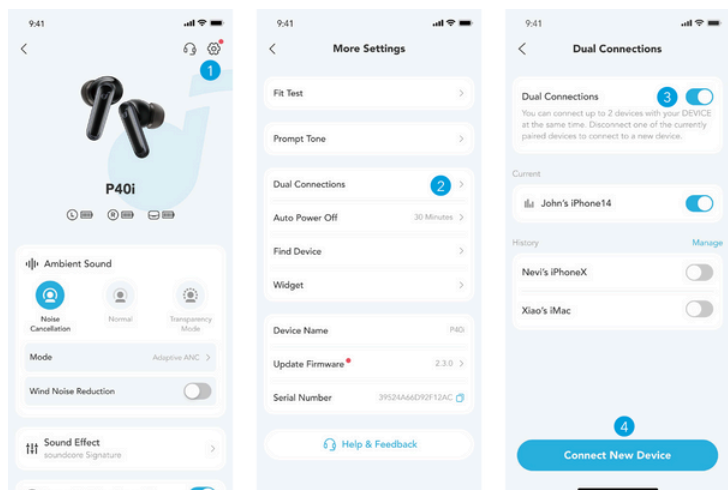 9:41
1
P40i
L
R
Ambient Sound
Noise Cancellation
Normal
Transparency Mode
Mode
Adaptive ANC
Wind Noise Reduction
Sound Effect
soundcore Signature
9:41
More Settings
Fit Test
Prompt Tone
Dual Connections
2
Auto Power Off
30 Minutes
Find Device
Widget
Device Name
P40i
Update Firmware
2.3.0
Serial Number
39524A66D92F12AC
Help & Feedback
9:41
Dual Connections
Dual Connections
3
You can connect up to 2 devices with your DEVICE
at the same time. Disconnect one of the currently
paired devices to connect to a new device.
Current
John's iPhone14
History
Manage
Nevi's iPhoneX
Xiao's iMac
4
Connect New Device